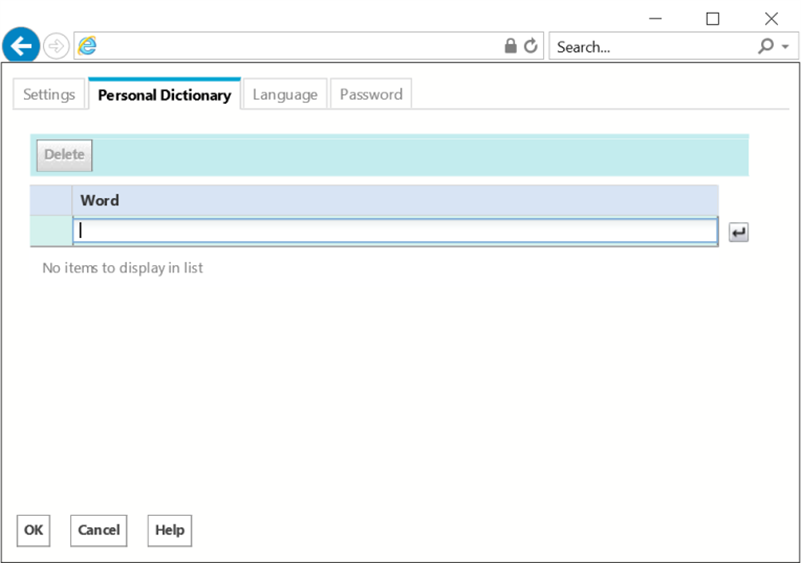 Search...
Settings Personal Dictionary Language Password
Delete
Word
No items to display in list
OK Cancel Help